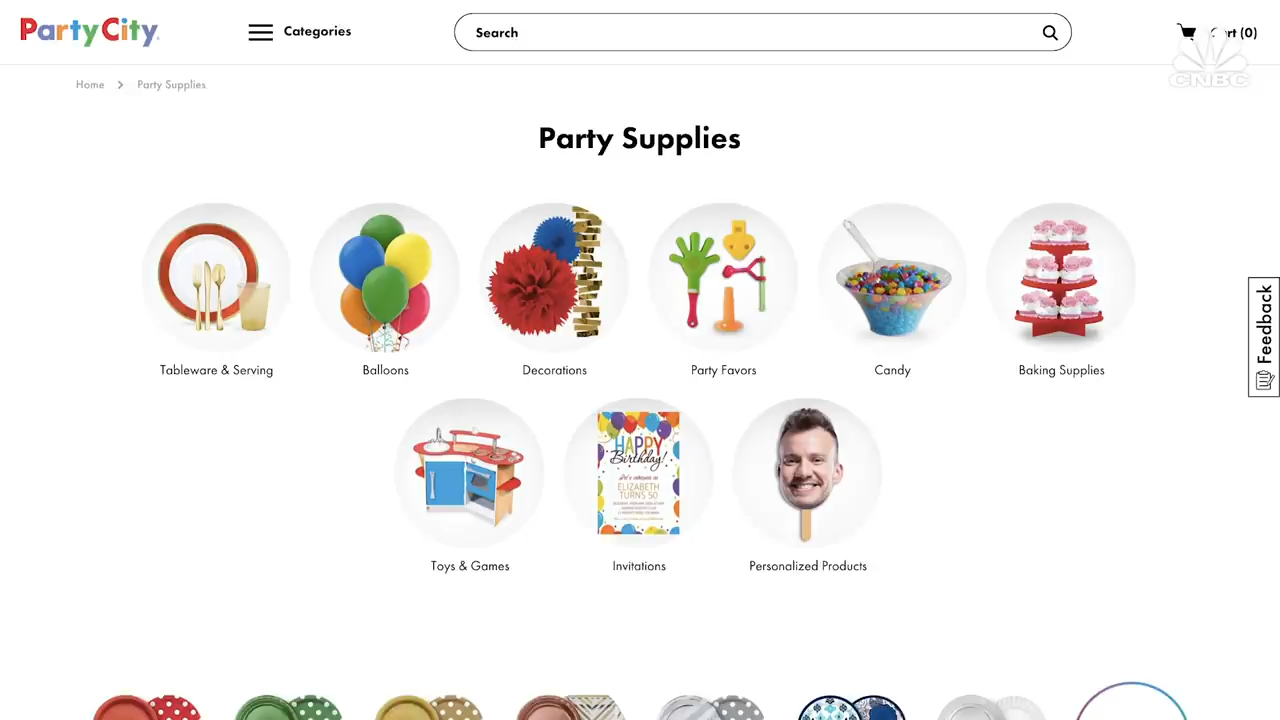 PartyCity
Categories
Search
Cart (0)
CNBC
Home > Party Supplies
Party Supplies
Tableware & Serving
Balloons
Decorations
Party Favors
Candy
Baking Supplies
Feedback
HAPPY
Birthday!
ELIZABETH
TURNS 50
Toys & Games
Invitations
Personalized Products